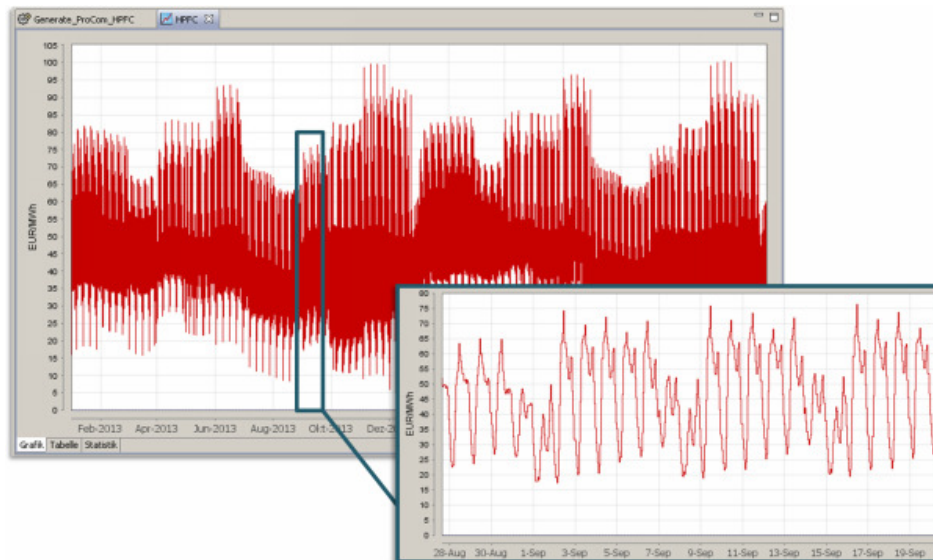 Generate_ProCom_HPFC
HPFC
105
100
95
90
85
80
75
70
65
60
55
50
45
40
35
30
25
20
15
10
5
0
EUR/MWh
Feb-2013
Apr-2013
Jun-2013
Aug-2013
Okt-2013
Grafik
Tabelle
Statistik
80
75
70
65
60
55
50
45
40
35
30
25
20
15
10
5
0
EUR/MWh
28-Aug
30-Aug
1-Sep
3-Sep
5-Sep
7-Sep
9-Sep
11-Sep
13-Sep
15-Sep
17-Sep
19-Sep